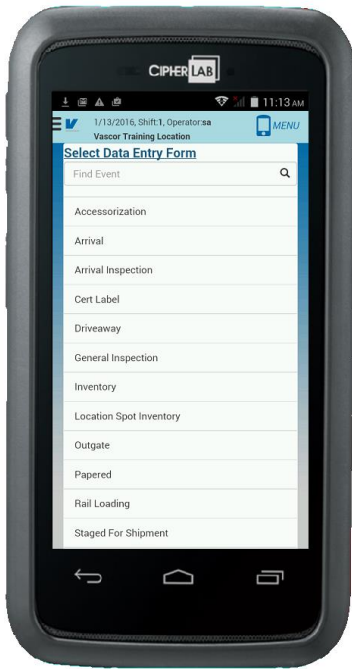 CIPHERLAB
11:13 AM
1/13/2016, Shift:1, Operator:sa
Vascor Training Location
MENU
Select Data Entry Form
Find Event
Accessorization
Arrival
Arrival Inspection
Cert Label
Driveaway
General Inspection
Inventory
Location Spot Inventory
Outgate
Papered
Rail Loading
Staged For Shipment